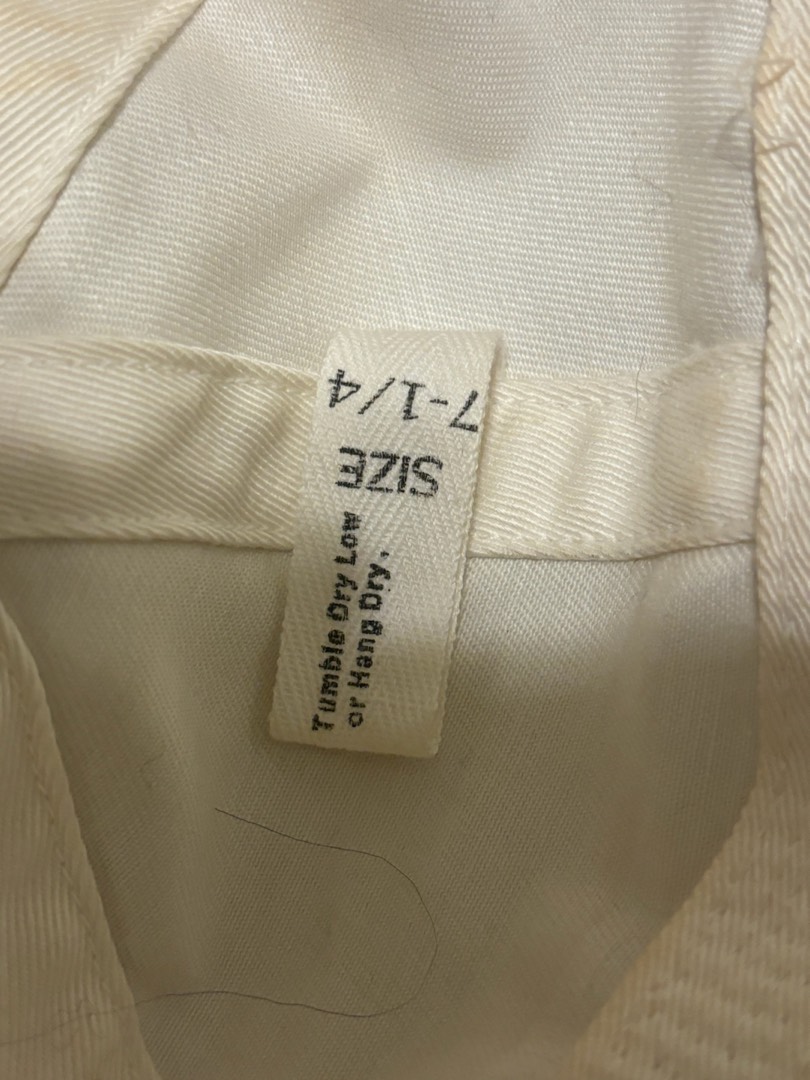 Tumble Dry Low
or Hang Dry.
SIZE
7-1/4